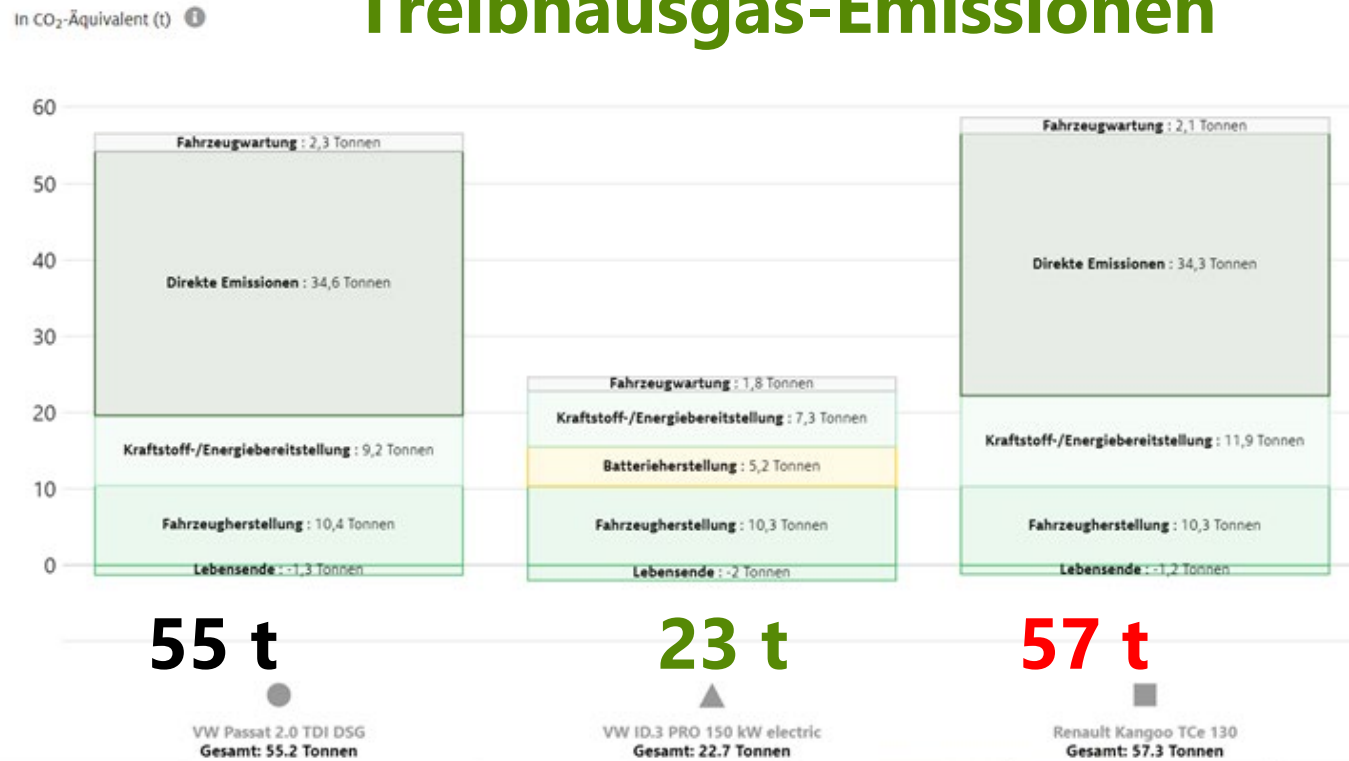 In CO₂-Äquivalent (t)
Treibhausgas-Emissionen
60
50
40
30
20
10
0
Fahrzeugwartung : 2,3 Tonnen
Direkte Emissionen : 34,6 Tonnen
Kraftstoff-/Energiebereitstellung : 9,2 Tonnen
Fahrzeugherstellung : 10,4 Tonnen
Lebensende : -1,3 Tonnen
Fahrzeugwartung : 1,8 Tonnen
Kraftstoff-/Energiebereitstellung : 7,3 Tonnen
Batterieherstellung : 5,2 Tonnen
Fahrzeugherstellung : 10,3 Tonnen
Lebensende : -2 Tonnen
Fahrzeugwartung : 2,1 Tonnen
Direkte Emissionen : 34,3 Tonnen
Kraftstoff-/Energiebereitstellung : 11,9 Tonnen
Fahrzeugherstellung : 10,3 Tonnen
Lebensende : -1,2 Tonnen
55 t
23 t
57 t
VW Passat 2.0 TDI DSG
Gesamt: 55.2 Tonnen
VW ID.3 PRO 150 kW electric
Gesamt: 22.7 Tonnen
Renault Kangoo TCe 130
Gesamt: 57.3 Tonnen